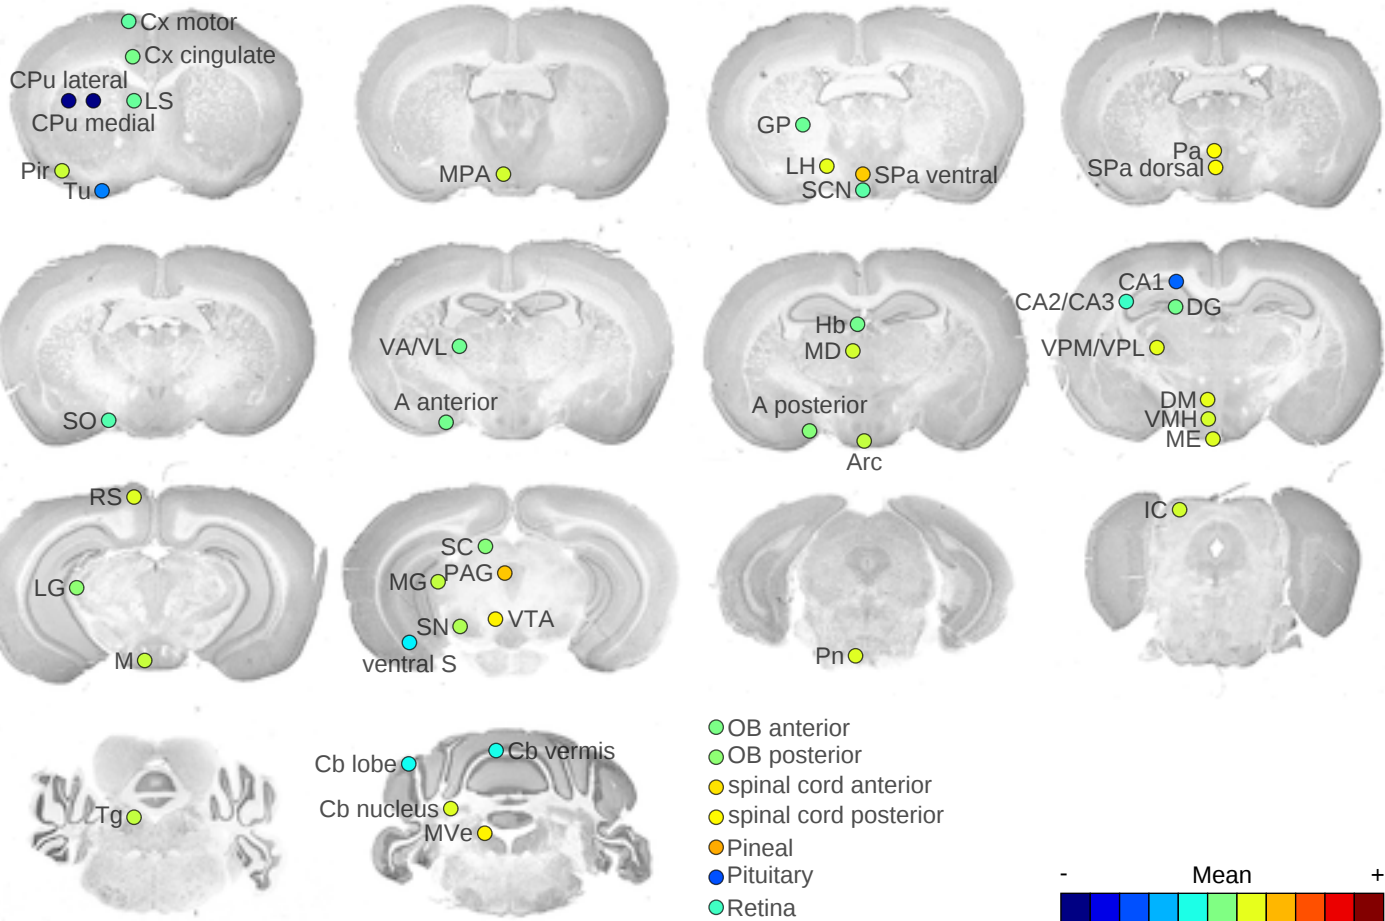 Cx motor
Cx cingulate
CPu lateral
LS
CPu medial
Pir
Tu
MPA
GP
LH
SPa ventral
SCN
Pa
SPa dorsal
SO
VA/VL
A anterior
Hb
MD
A posterior
Arc
CA1
CA2/CA3
DG
VPM/VPL
DM
VMH
ME
RS
LG
M
SC
MG
PAG
SN
VTA
ventral S
Pn
IC
Tg
Cb lobe
Cb vermis
Cb nucleus
MVe
OB anterior
OB posterior
spinal cord anterior
spinal cord posterior
Pineal
Pituitary
Retina
- Mean +